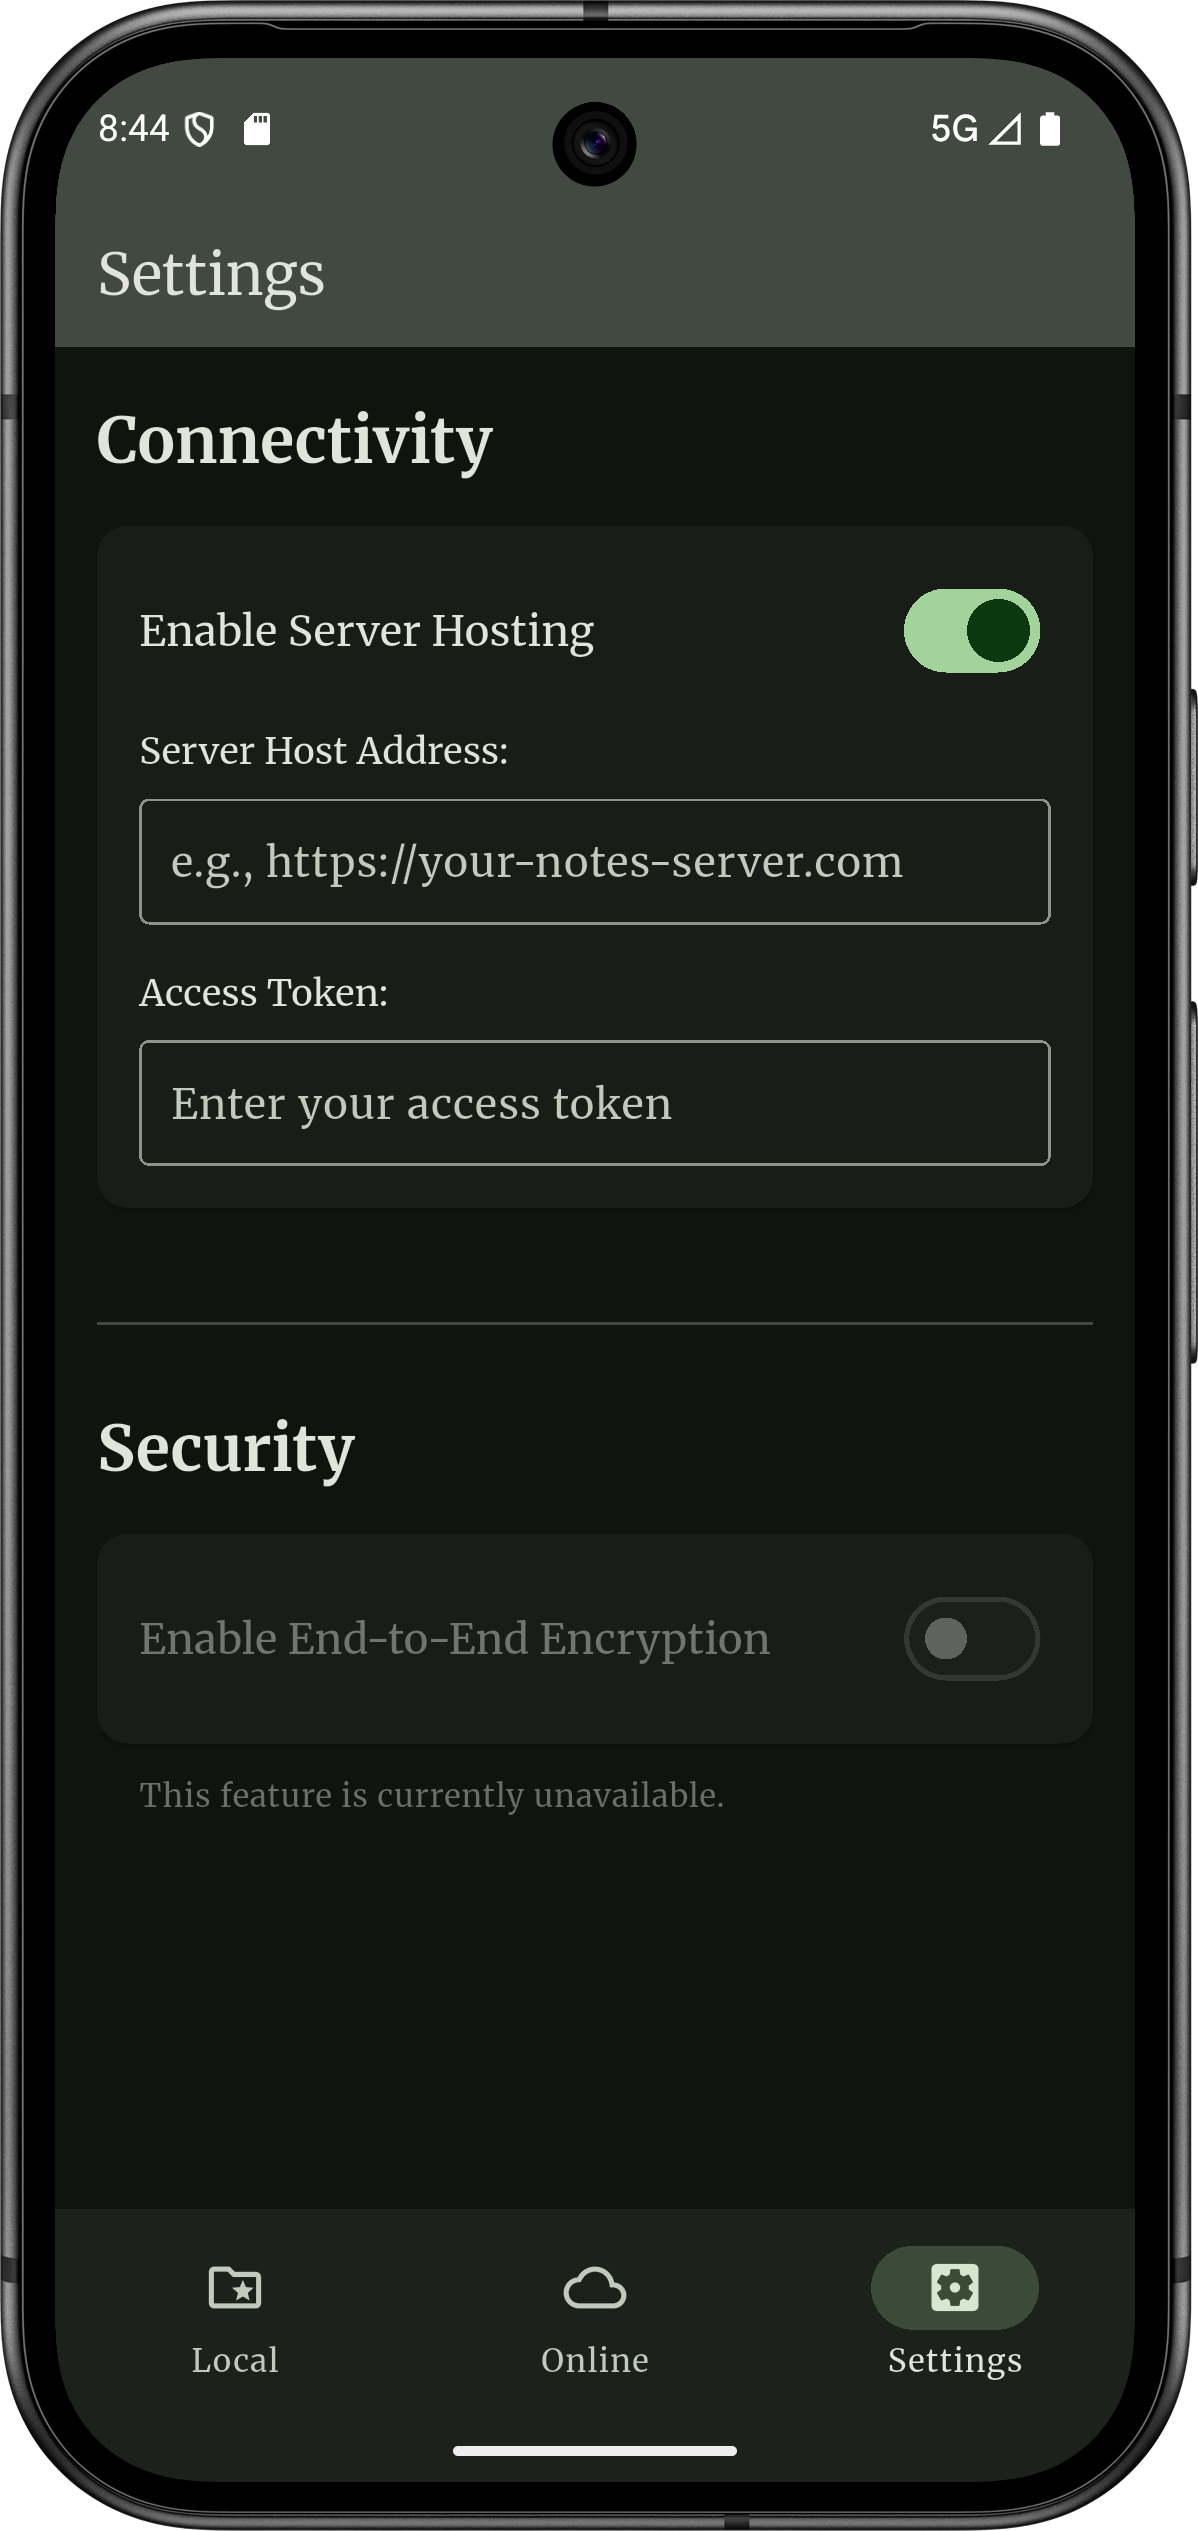 8:44
5G
Settings
Connectivity
Enable Server Hosting
Server Host Address:
e.g., https://your-notes-server.com
Access Token:
Enter your access token
Security
Enable End-to-End Encryption
This feature is currently unavailable.
Local
Online
Settings